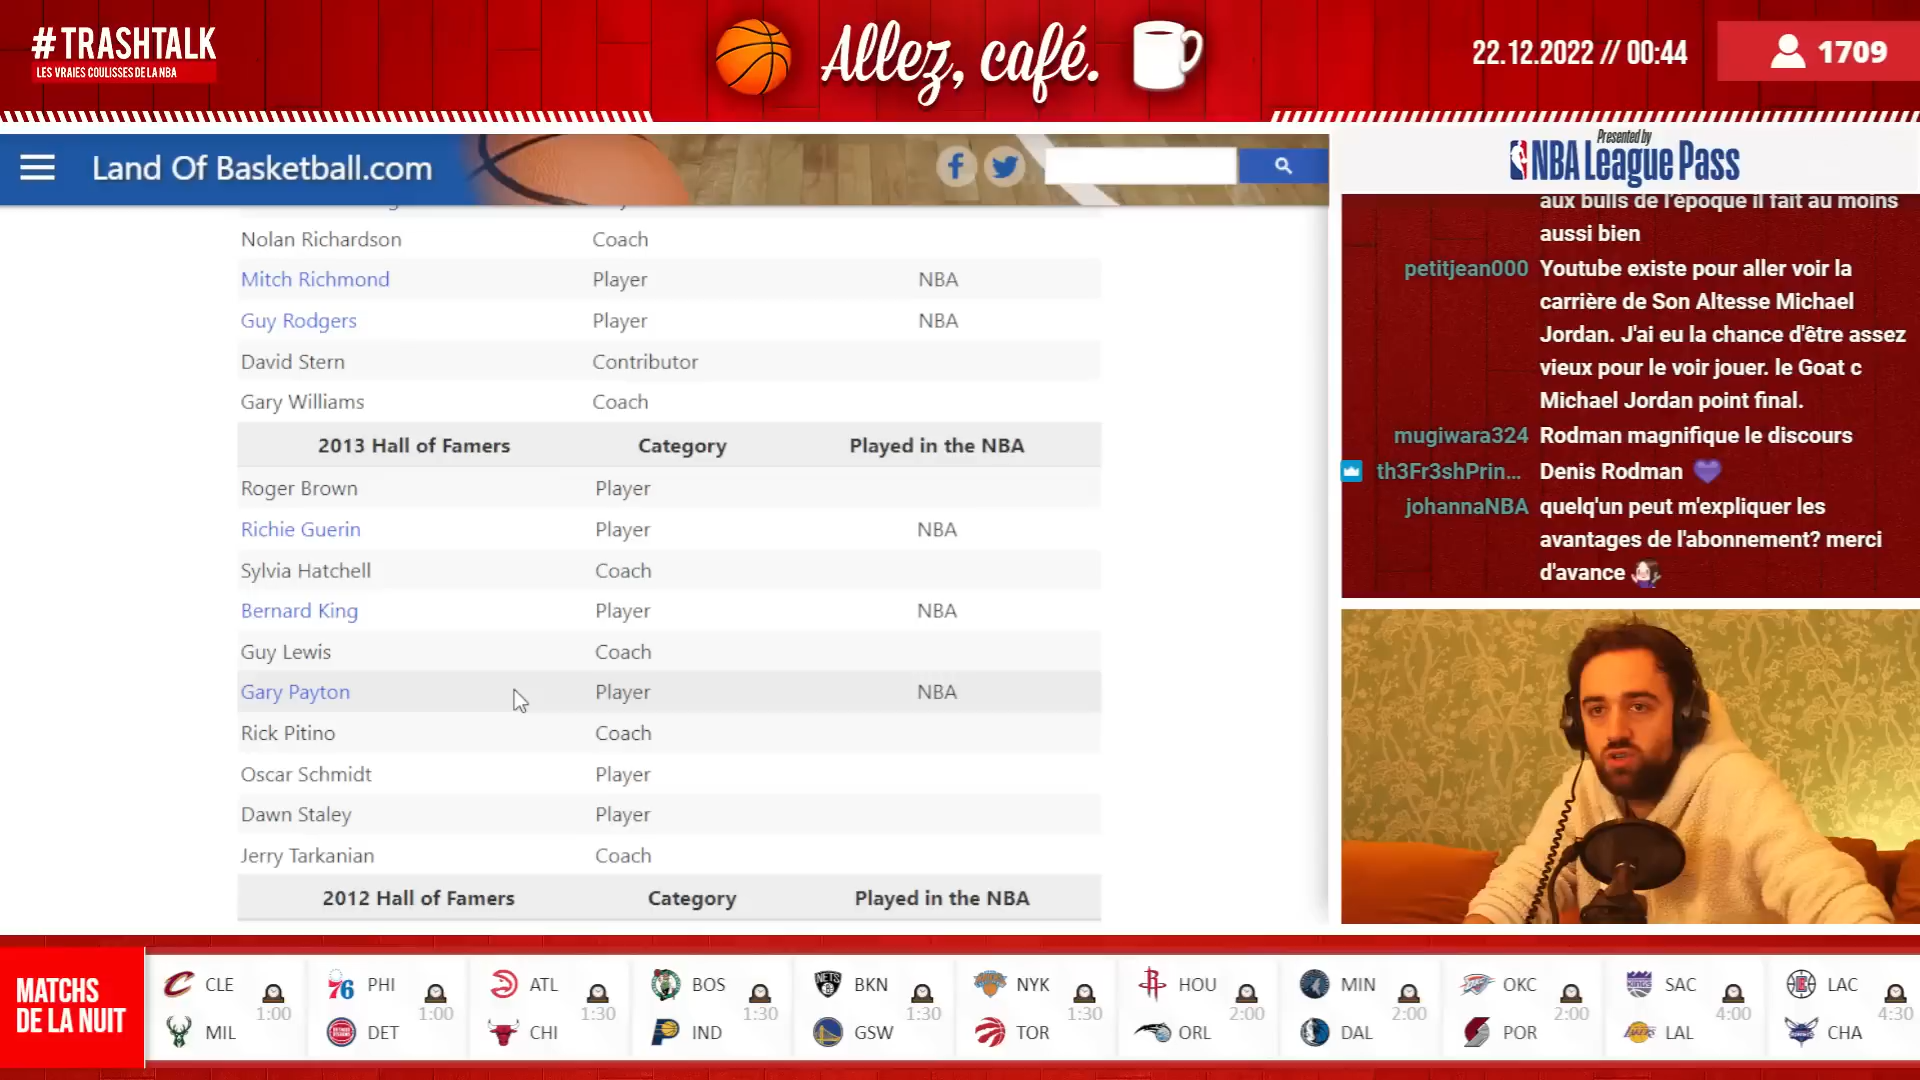 #TRASHTALK
LES VRAIES COULISSES DE LA NBA
Allez, café.
22.12.2022 // 00:44
1709
Land Of Basketball.com
Nolan Richardson Coach
Mitch Richmond Player NBA
Guy Rodgers Player NBA
David Stern Contributor
Gary Williams Coach
2013 Hall of Famers Category Played in the NBA
Roger Brown Player
Richie Guerin Player NBA
Sylvia Hatchell Coach
Bernard King Player NBA
Guy Lewis Coach
Gary Payton Player NBA
Rick Pitino Coach
Oscar Schmidt Player
Dawn Staley Player
Jerry Tarkanian Coach
2012 Hall of Famers Category Played in the NBA
Presented by
NBA League Pass
aux bulls de l'époque il fait au moins
aussi bien
petitjean000 Youtube existe pour aller voir la
carrière de Son Altesse Michael
Jordan. J'ai eu la chance d'être assez
vieux pour le voir jouer. le Goat c
Michael Jordan point final.
mugiwara324 Rodman magnifique le discours
th3Fr3shPrin... Denis Rodman
johannaNBA quelq'un peut m'expliquer les
avantages de l'abonnement? merci
d'avance
MATCHS
DE LA NUIT
CLE
MIL
1:00
PHI
DET
1:00
ATL
CHI
1:30
BOS
IND
1:30
BKN
GSW
1:30
NYK
TOR
1:30
HOU
ORL
2:00
MIN
DAL
2:00
OKC
POR
2:00
SAC
LAL
4:00
LAC
CHA
4:30